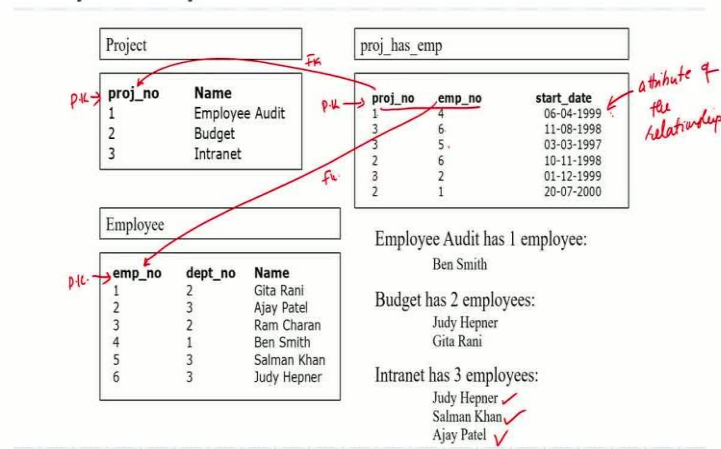 Project
P.K proj_no Name
1 Employee Audit
2 Budget
3 Intranet
FK
proj_has_emp
P.K proj_no emp_no start_date
1 4 06-04-1999
3 6 11-08-1998
3 5 03-03-1997
2 6 10-11-1998
3 2 01-12-1999
2 1 20-07-2000
attribute of
the
relationship
FK.
Employee
P.K. emp_no dept_no Name
1 2 Gita Rani
2 3 Ajay Patel
3 2 Ram Charan
4 1 Ben Smith
5 3 Salman Khan
6 3 Judy Hepner
Employee Audit has 1 employee:
Ben Smith
Budget has 2 employees:
Judy Hepner
Gita Rani
Intranet has 3 employees:
Judy Hepner
Salman Khan
Ajay Patel